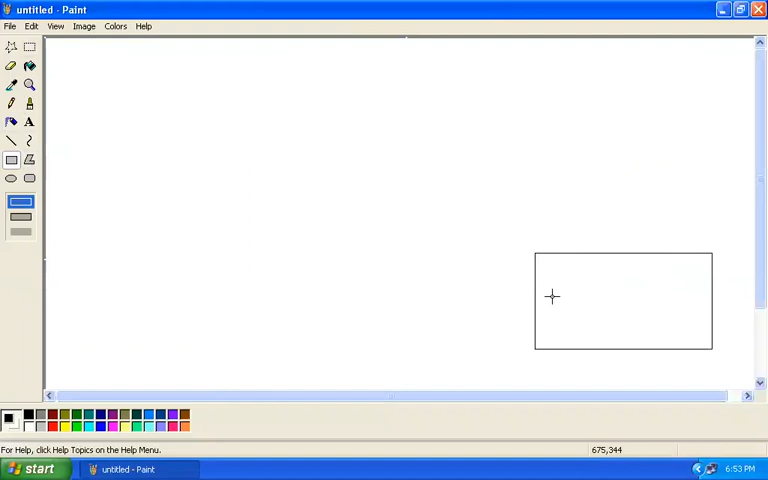 untitled - Paint
File Edit View Image Colors Help
A
For Help, click Help Topics on the Help Menu.
675,344
start
untitled - Paint
6:53 PM